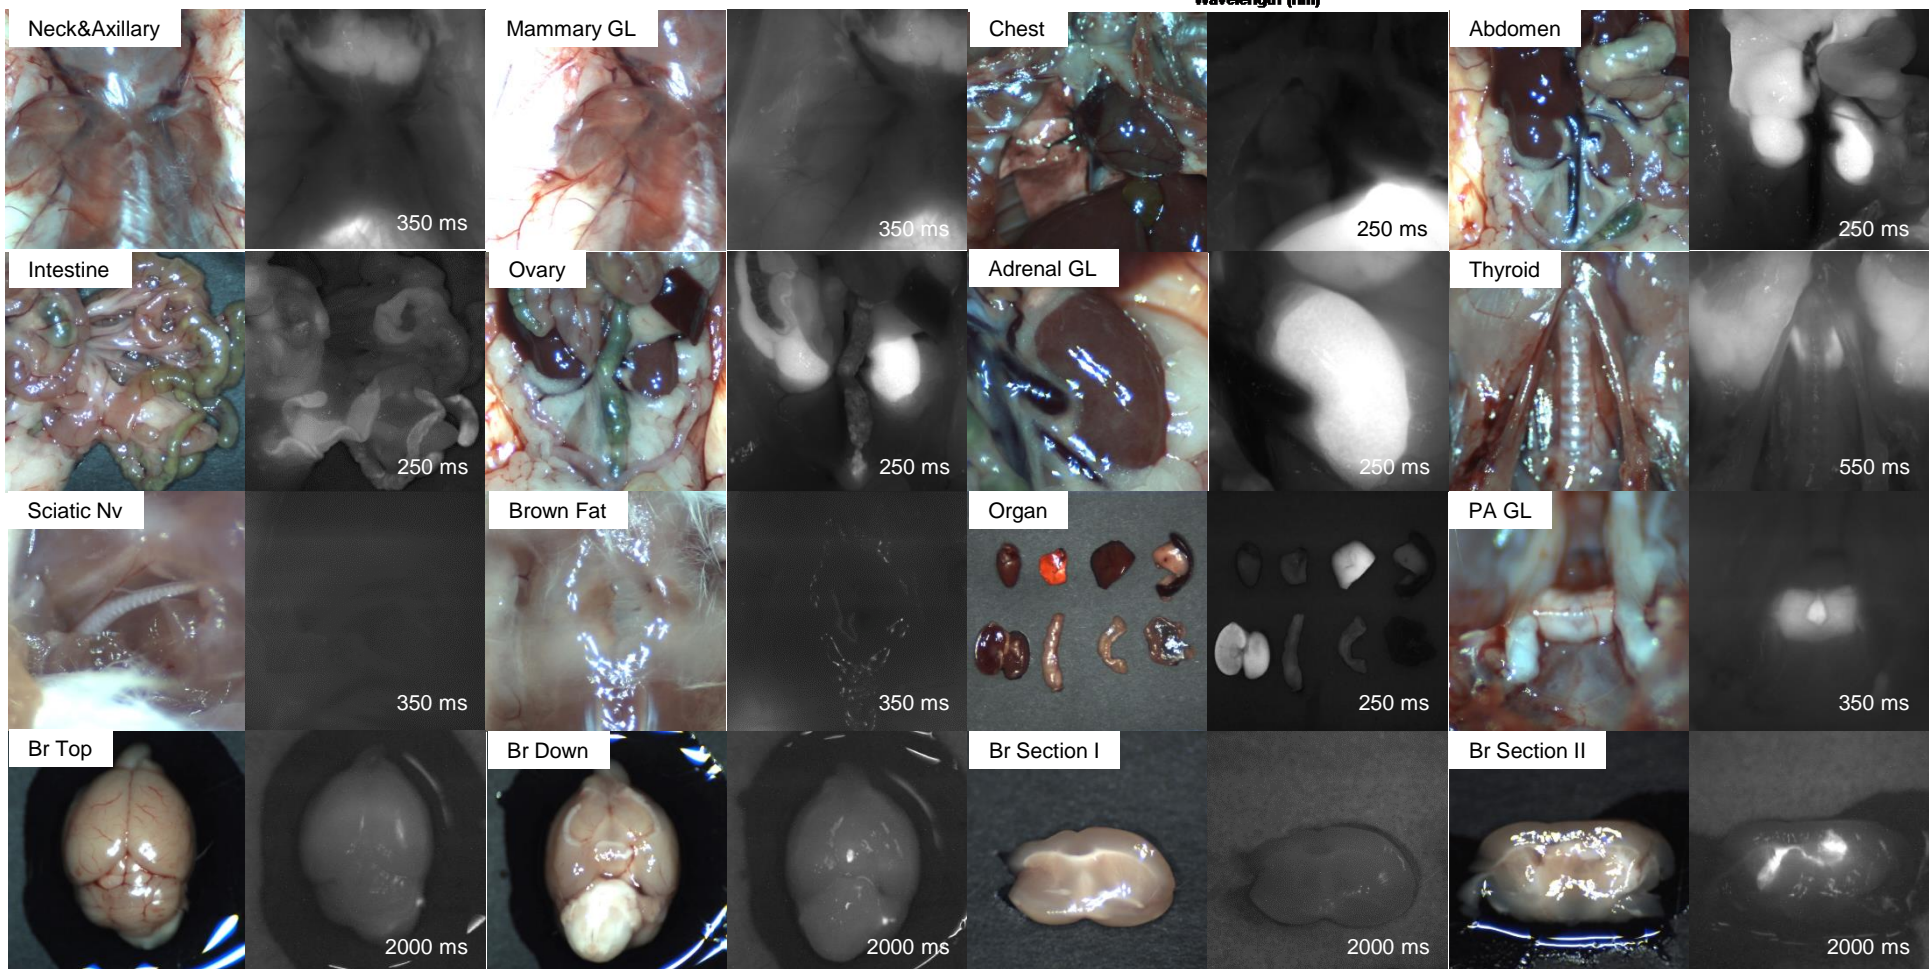 Wavelength (nm)
Neck&Axillary
350 ms
Mammary GL
350 ms
Chest
250 ms
Abdomen
250 ms
Intestine
250 ms
Ovary
250 ms
Adrenal GL
250 ms
Thyroid
550 ms
Sciatic Nv
350 ms
Brown Fat
350 ms
Organ
250 ms
PA GL
350 ms
Br Top
2000 ms
Br Down
2000 ms
Br Section I
2000 ms
Br Section II
2000 ms